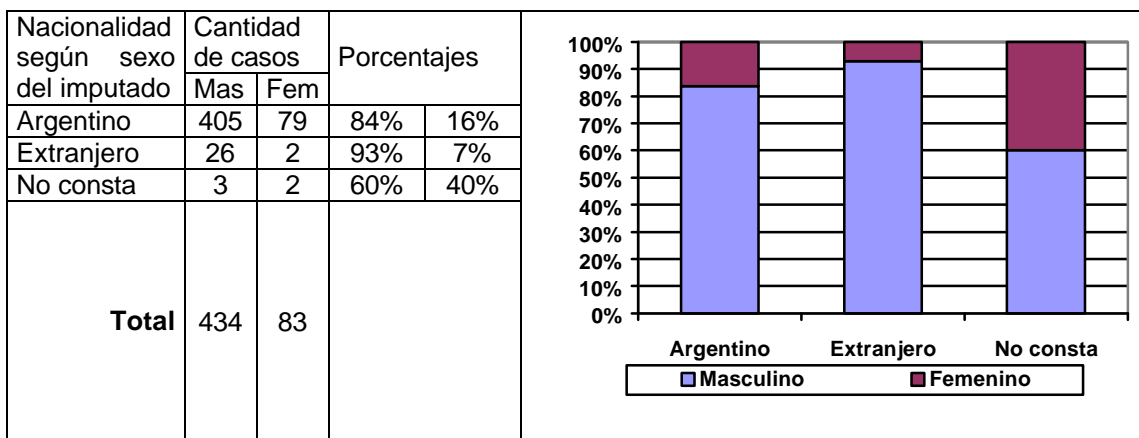 Nacionalidad según sexo del imputado
Cantidad de casos
Porcentajes
Mas Fem
Argentino 405 79 84% 16%
Extranjero 26 2 93% 7%
No consta 3 2 60% 40%
Total 434 83
100%
90%
80%
70%
60%
50%
40%
30%
20%
10%
0%
Argentino Extranjero No consta
Masculino Femenino